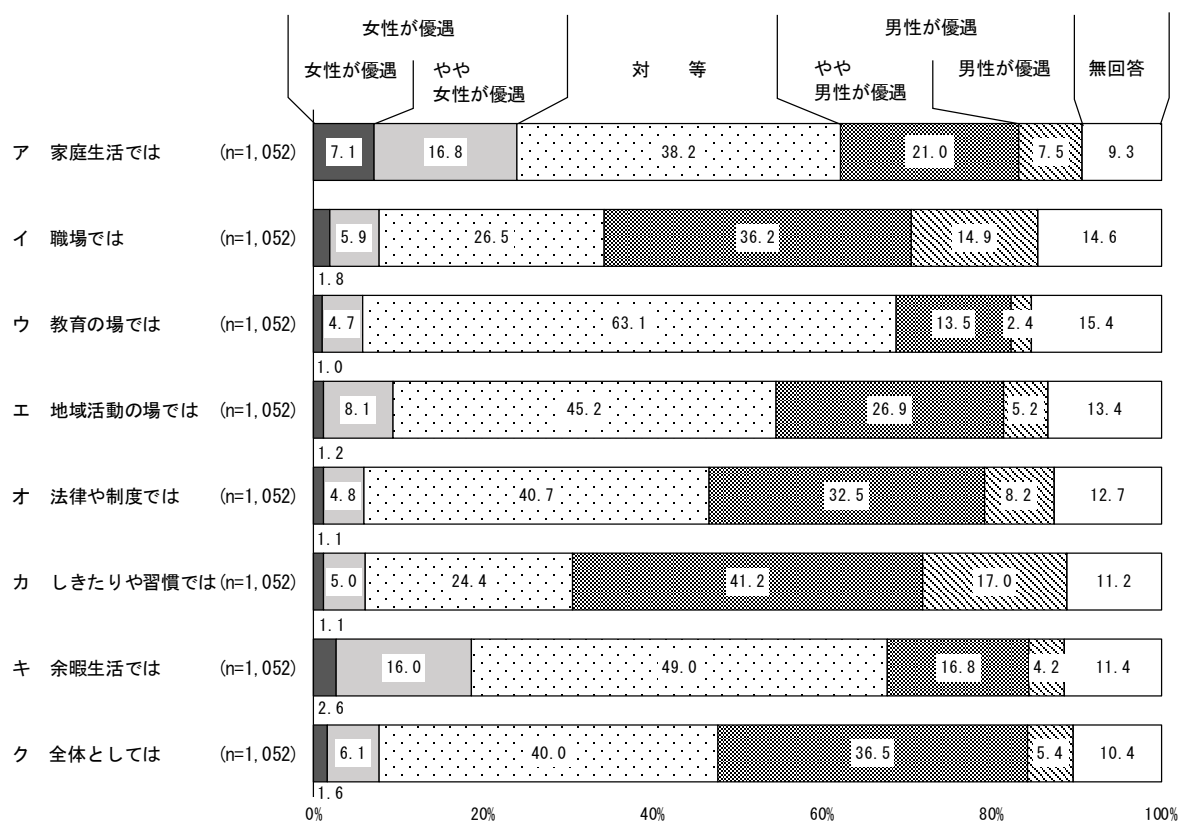 女性が優遇 男性が優遇
女性が優遇 やや 対 等 やや 男性が優遇 無回答
女性が優遇 男性が優遇
ア 家庭生活では (n=1,052) 7.1 16.8 38.2 21.0 7.5 9.3
イ 職場では (n=1,052) 5.9 26.5 36.2 14.9 14.6
1.8
ウ 教育の場では (n=1,052) 4.7 63.1 13.5 2.4 15.4
1.0
エ 地域活動の場では (n=1,052) 8.1 45.2 26.9 5.2 13.4
1.2
オ 法律や制度では (n=1,052) 4.8 40.7 32.5 8.2 12.7
1.1
カ しきたりや習慣では(n=1,052) 5.0 24.4 41.2 17.0 11.2
1.1
キ 余暇生活では (n=1,052) 16.0 49.0 16.8 4.2 11.4
2.6
ク 全体としては (n=1,052) 6.1 40.0 36.5 5.4 10.4
1.6
0% 20% 40% 60% 80% 100%